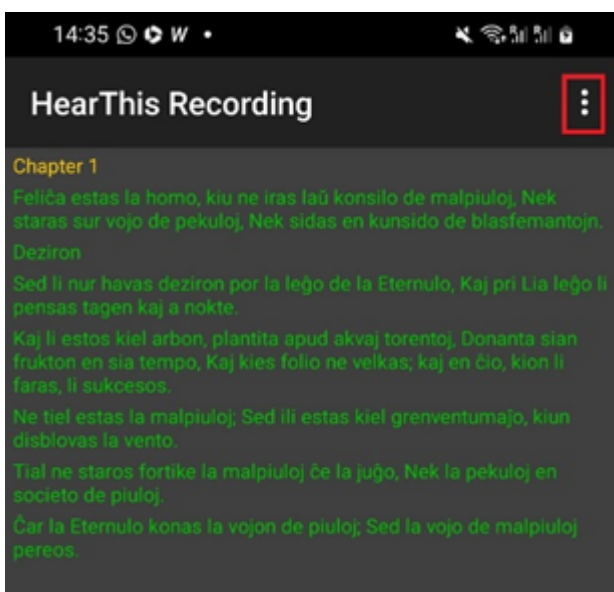 14:35 W
HearThis Recording
Chapter 1
Feliĉa estas la homo, kiu ne iras laŭ konsilo de malpiuloj, Nek
staras sur vojo de pekuloj, Nek sidas en kunsido de blasfemantojn.
Deziron
Sed li nur havas deziron por la leĝo de la Eternulo, Kaj pri Lia leĝo li
pensas tagen kaj a nokte.
Kaj li estos kiel arbon, plantita apud akvaj torentoj, Donanta sian
frukton en sia tempo, Kaj kies folio ne velkas; kaj en ĉio, kion li
faras, li sukcesos.
Ne tiel estas la malpiuloj; Sed ili estas kiel grenventumaĵo, kiun
disblovas la vento.
Tial ne staros fortike la malpiuloj ĉe la juĝo, Nek la pekuloj en
societo de piuloj.
Ĉar la Eternulo konas la vojon de piuloj; Sed la vojo de malpiuloj
pereos.